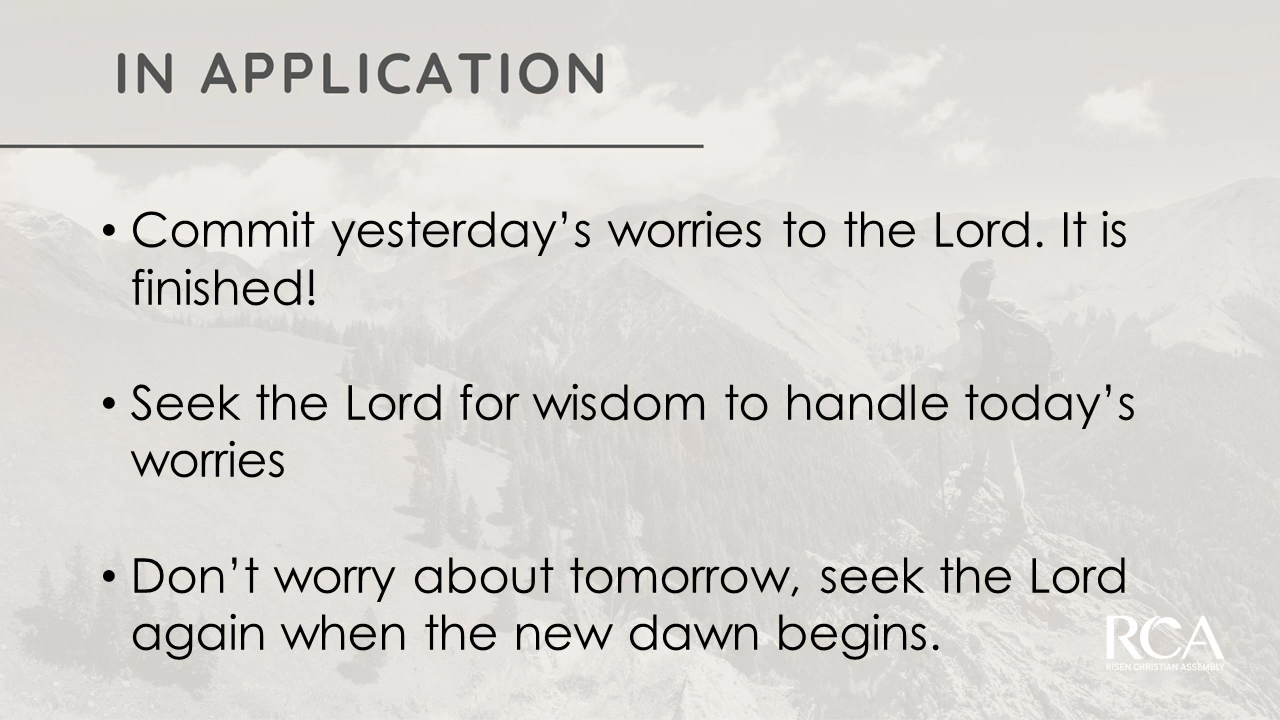 IN APPLICATION
• Commit yesterday’s worries to the Lord. It is
finished!
• Seek the Lord for wisdom to handle today’s
worries
• Don’t worry about tomorrow, seek the Lord
again when the new dawn begins.
RCA
RISEN CHRISTIAN ASSEMBLY